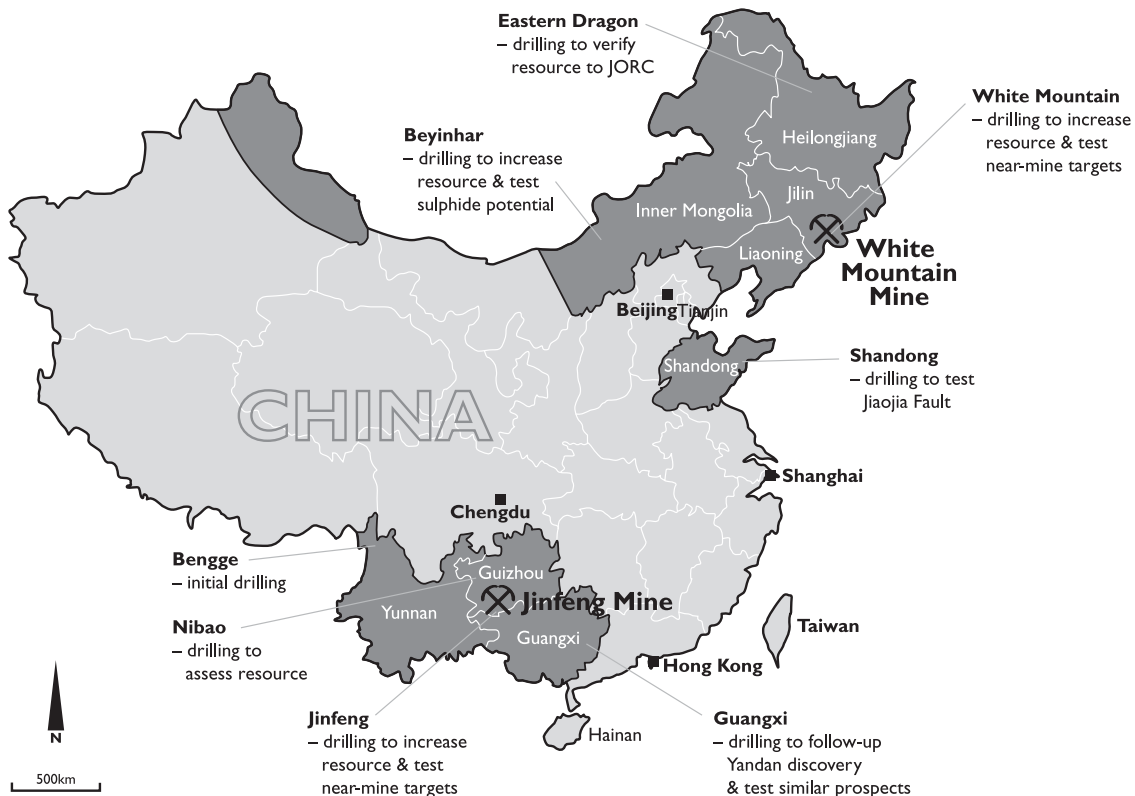 Eastern Dragon
– drilling to verify
resource to JORC
White Mountain
– drilling to increase
resource & test
near-mine targets
Beyinhar
– drilling to increase
resource & test
sulphide potential
Heilongjiang
Jilin
Inner Mongolia
Liaoning
White
Mountain
Mine
Beijing
Tianjin
Shandong
Shandong
– drilling to test
Jiaojia Fault
CHINA
Shanghai
Chengdu
Bengge
– initial drilling
Guizhou
Jinfeng Mine
Yunnan
Nibao
– drilling to
assess resource
Guangxi
Taiwan
Hong Kong
Jinfeng
– drilling to increase
resource & test
near-mine targets
Hainan
Guangxi
– drilling to follow-up
Yandan discovery
& test similar prospects
N
500km